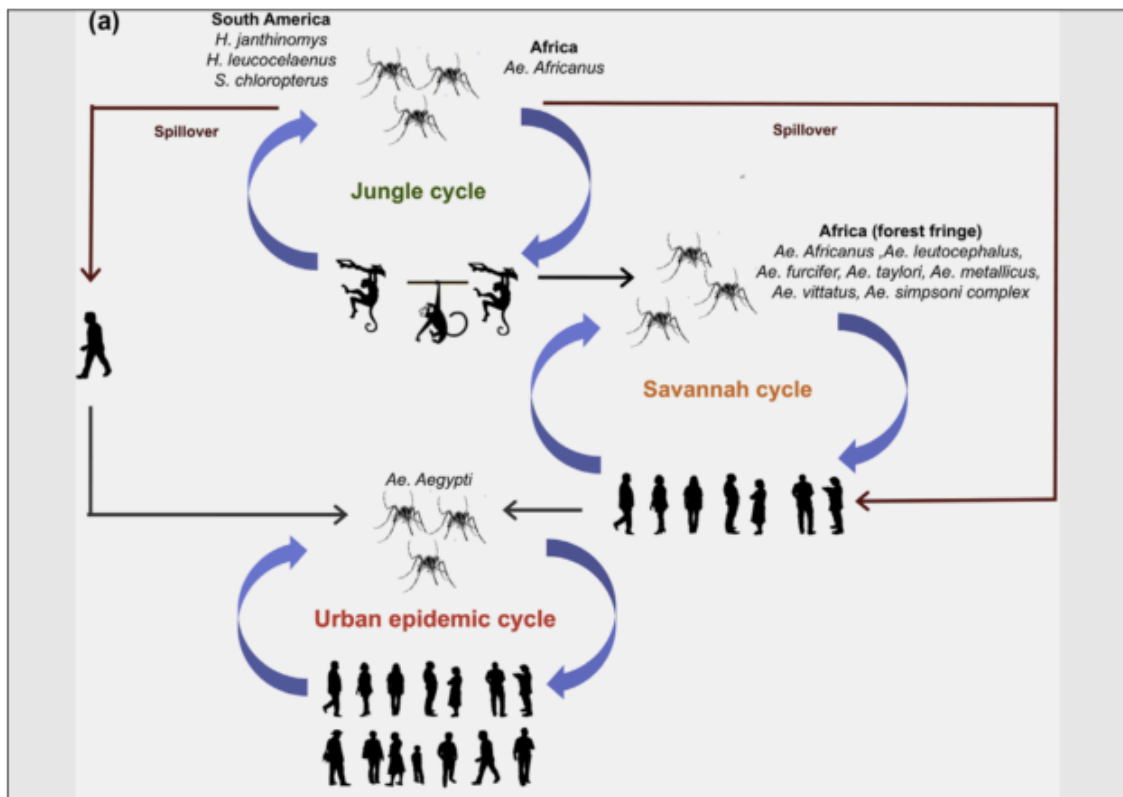 (a)
South America
H. janthinomys
H. leucocelaenus
S. chloropterus
Africa
Ae. Africanus
Spillover
Spillover
Jungle cycle
Africa (forest fringe)
Ae. Africanus ,Ae. leutocephalus,
Ae. furcifer, Ae. taylori, Ae. metallicus,
Ae. vittatus, Ae. simpsoni complex
Savannah cycle
Ae. Aegypti
Urban epidemic cycle